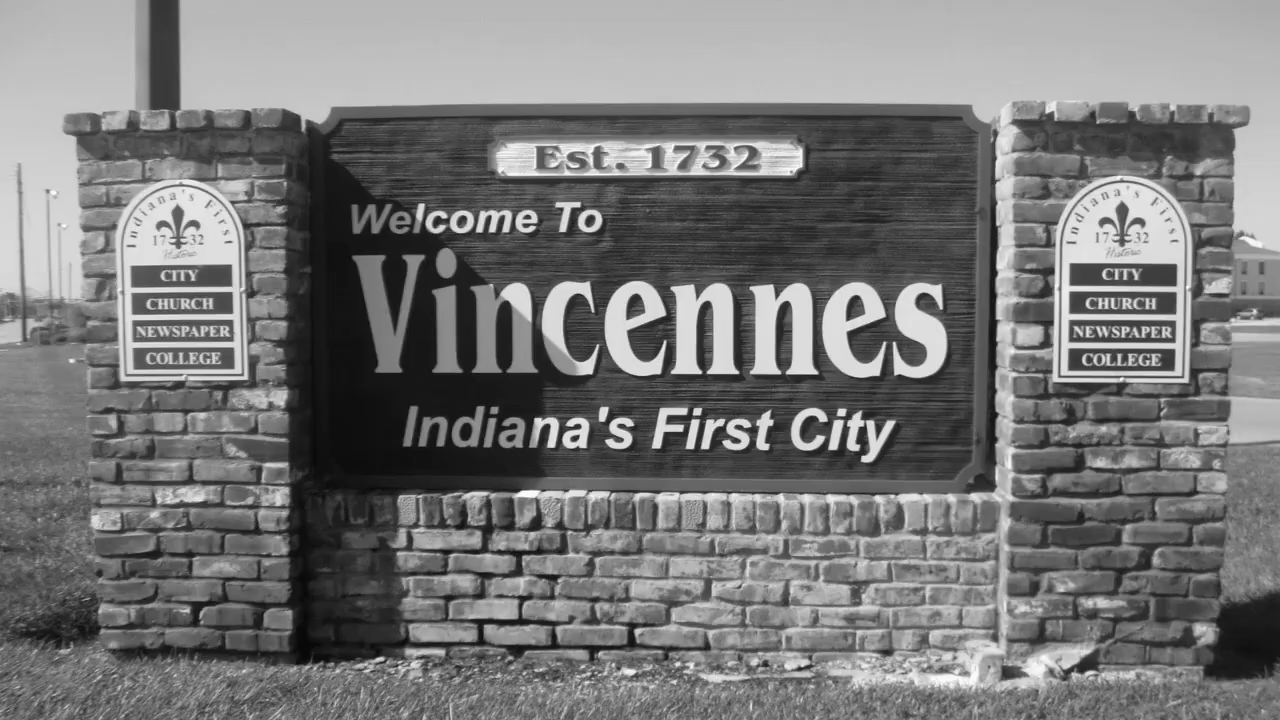 Est. 1732
Welcome To
Vincennes
Indiana's First City
Indiana's First
17 32
Historic
CITY
CHURCH
NEWSPAPER
COLLEGE
Indiana's First
17 32
Historic
CITY
CHURCH
NEWSPAPER
COLLEGE